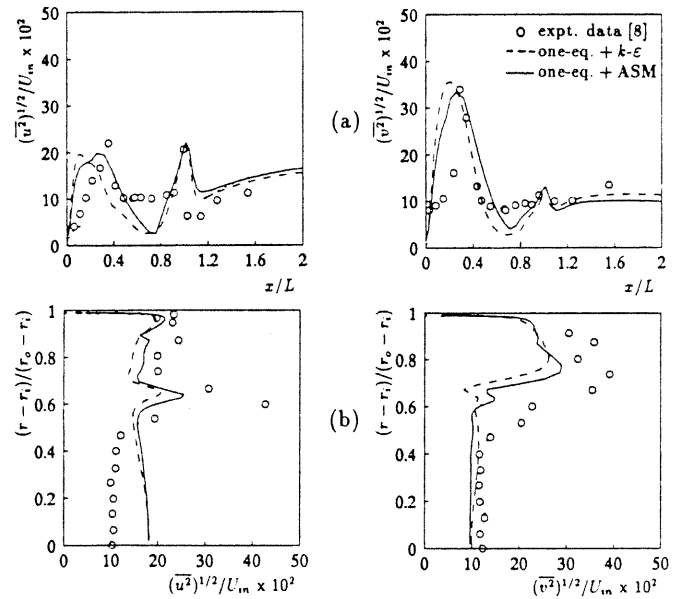 50
40
30
20
10
0
(u²)^{1/2}/U_in x 10²
0 0.4 0.8 1.2 1.6 2
x/L
(a)
50
40
30
20
10
0
(v²)^{1/2}/U_in x 10²
expt. data [8]
one-eq. + k-ε
one-eq. + ASM
0 0.4 0.8 1.2 1.6 2
x/L
1
0.8
0.6
0.4
0.2
0
(r − r_i)/(r_o − r_i)
0 10 20 30 40 50
(u²)^{1/2}/U_in x 10²
(b)
1
0.8
0.6
0.4
0.2
0
(r − r_i)/(r_o − r_i)
0 10 20 30 40 50
(v²)^{1/2}/U_in x 10²